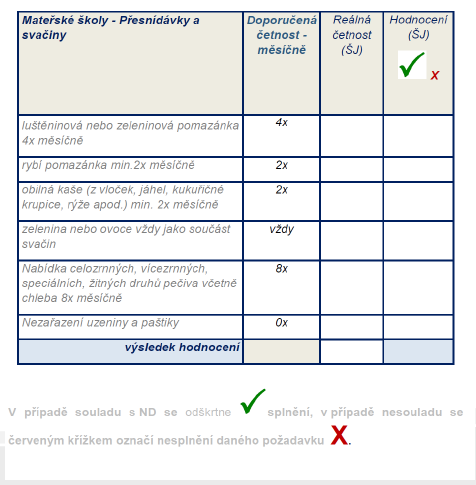 Mateřské školy - Přesnídávky a svačiny
Doporučená četnost - měsíčně
Reálná četnost (ŠJ)
Hodnocení (ŠJ)
✓ X
luštěninová nebo zeleninová pomazánka 4x měsíčně
4x
rybí pomazánka min.2x měsíčně
2x
obilná kaše (z vloček, jáhel, kukuřičné krupice, rýže apod.) min. 2x měsíčně
2x
zelenina nebo ovoce vždy jako součást svačin
vždy
Nabídka celozrnných, vícezrnných, speciálních, žitných druhů pečiva včetně chleba 8x měsíčně
8x
Nezařazení uzeniny a paštiky
0x
výsledek hodnocení
V případě souladu s ND se odškrtne ✓ splnění, v případě nesouladu se
červeným křížkem označí nesplnění daného požadavku X.